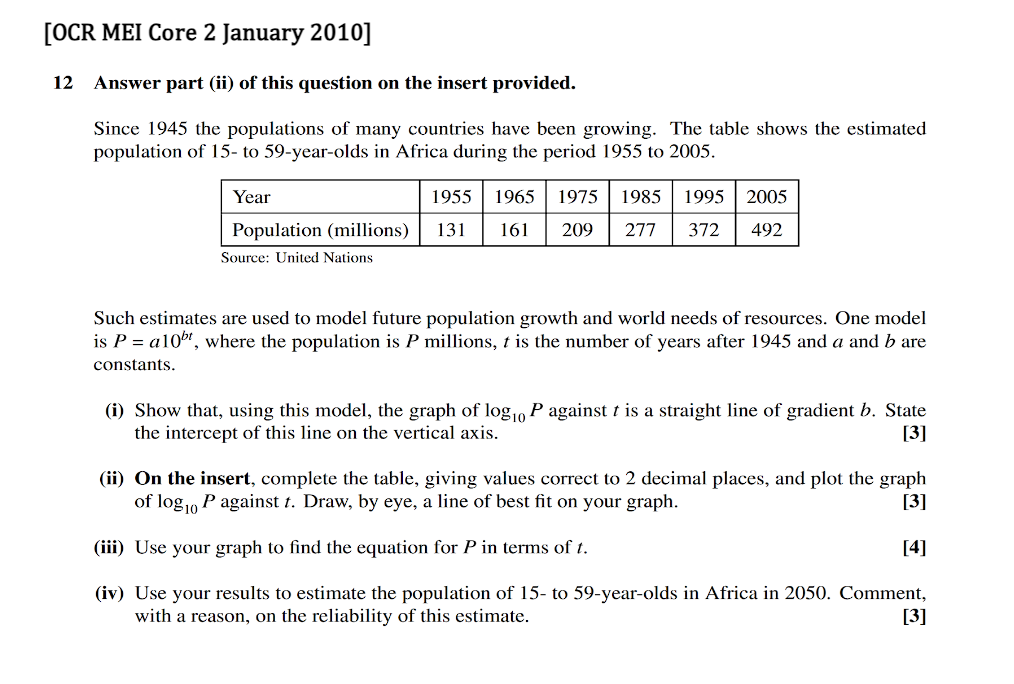 [OCR MEI Core 2 January 2010]
12 Answer part (ii) of this question on the insert provided.
Since 1945 the populations of many countries have been growing. The table shows the estimated
population of 15- to 59-year-olds in Africa during the period 1955 to 2005.
Year 1955 1965 1975 1985 1995 2005
Population (millions) 131 161 209 277 372 492
Source: United Nations
Such estimates are used to model future population growth and world needs of resources. One model
is P = a10^{bt}, where the population is P millions, t is the number of years after 1945 and a and b are
constants.
(i) Show that, using this model, the graph of log₁₀ P against t is a straight line of gradient b. State
the intercept of this line on the vertical axis. [3]
(ii) On the insert, complete the table, giving values correct to 2 decimal places, and plot the graph
of log₁₀ P against t. Draw, by eye, a line of best fit on your graph. [3]
(iii) Use your graph to find the equation for P in terms of t. [4]
(iv) Use your results to estimate the population of 15- to 59-year-olds in Africa in 2050. Comment,
with a reason, on the reliability of this estimate. [3]